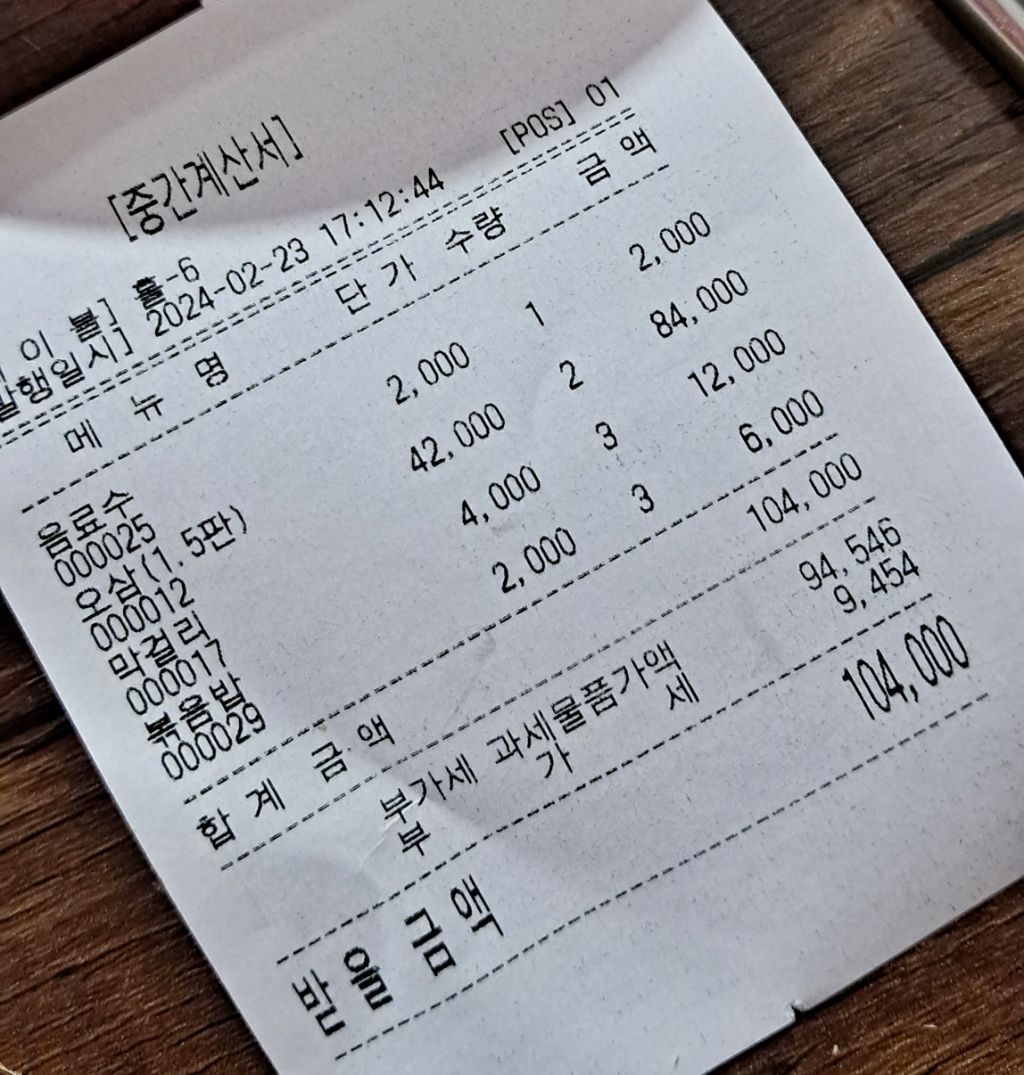 [중간계산서]
이 블] 홀-6
발행일시] 2024-02-23 17:12:44 [POS] 01
메 뉴 명 단 가 수량 금 액
음료수
000025 2,000 1 2,000
오삼(1.5판)
000012 42,000 2 84,000
막걸리
000017 4,000 3 12,000
볶음밥
000029 2,000 3 6,000
합 계 금 액 104,000
부가세 과세물품가액 94,546
부 가 세 9,454
받을금액 104,000